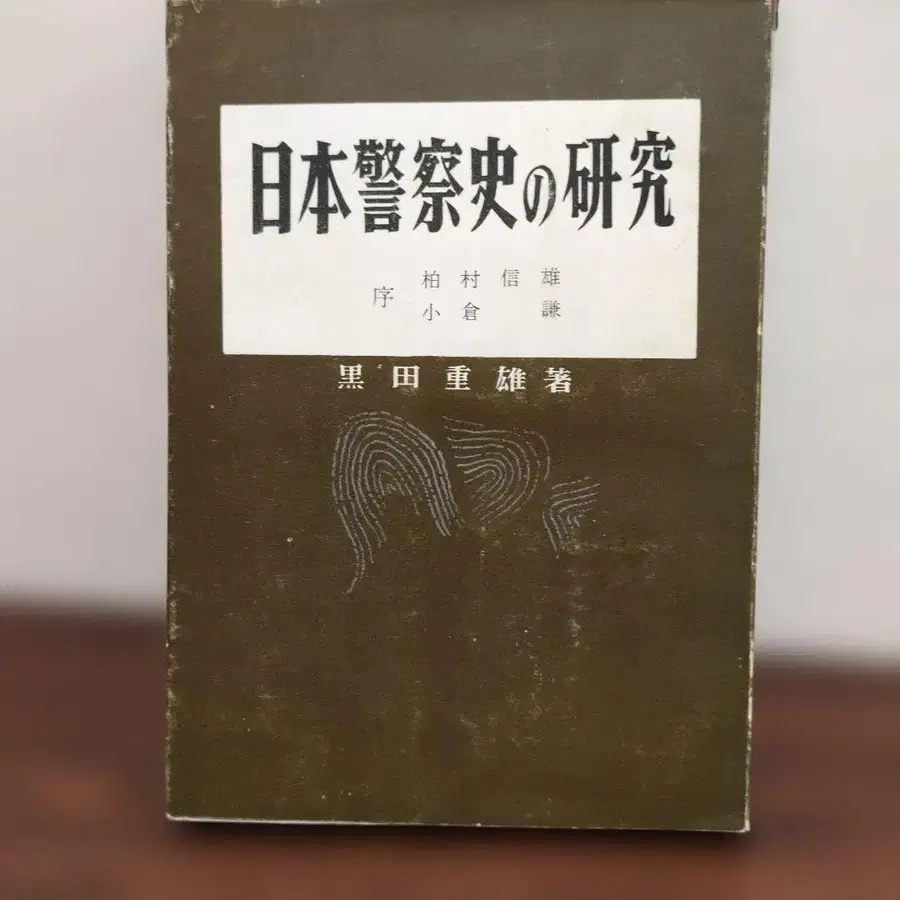 日本警察史の研究
序
柏村信雄
小倉 謙
黒田重雄著